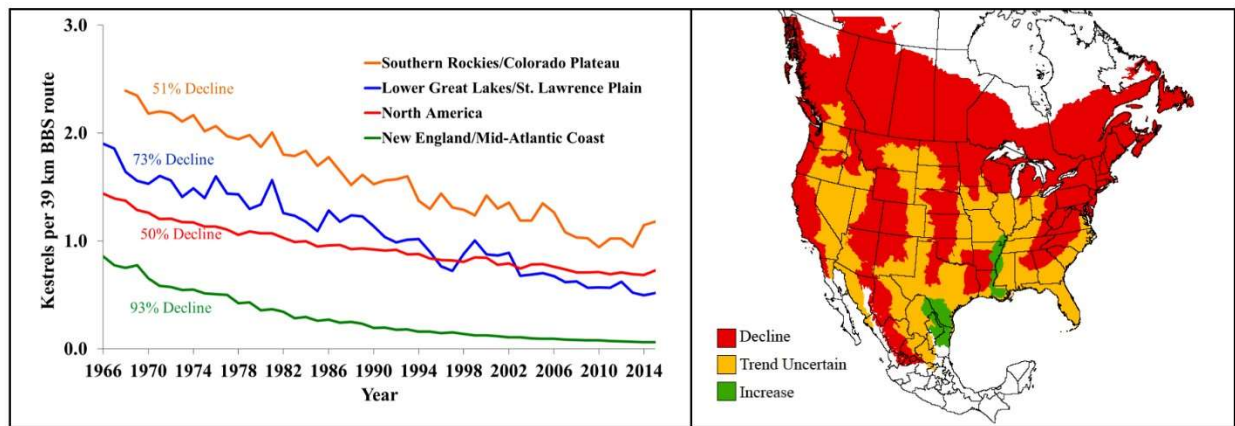 3.0
2.0
1.0
0.0
Kestrels per 39 km BBS route
51% Decline
73% Decline
50% Decline
93% Decline
Southern Rockies/Colorado Plateau
Lower Great Lakes/St. Lawrence Plain
North America
New England/Mid-Atlantic Coast
1966 1970 1974 1978 1982 1986 1990 1994 1998 2002 2006 2010 2014
Year
Decline
Trend Uncertain
Increase